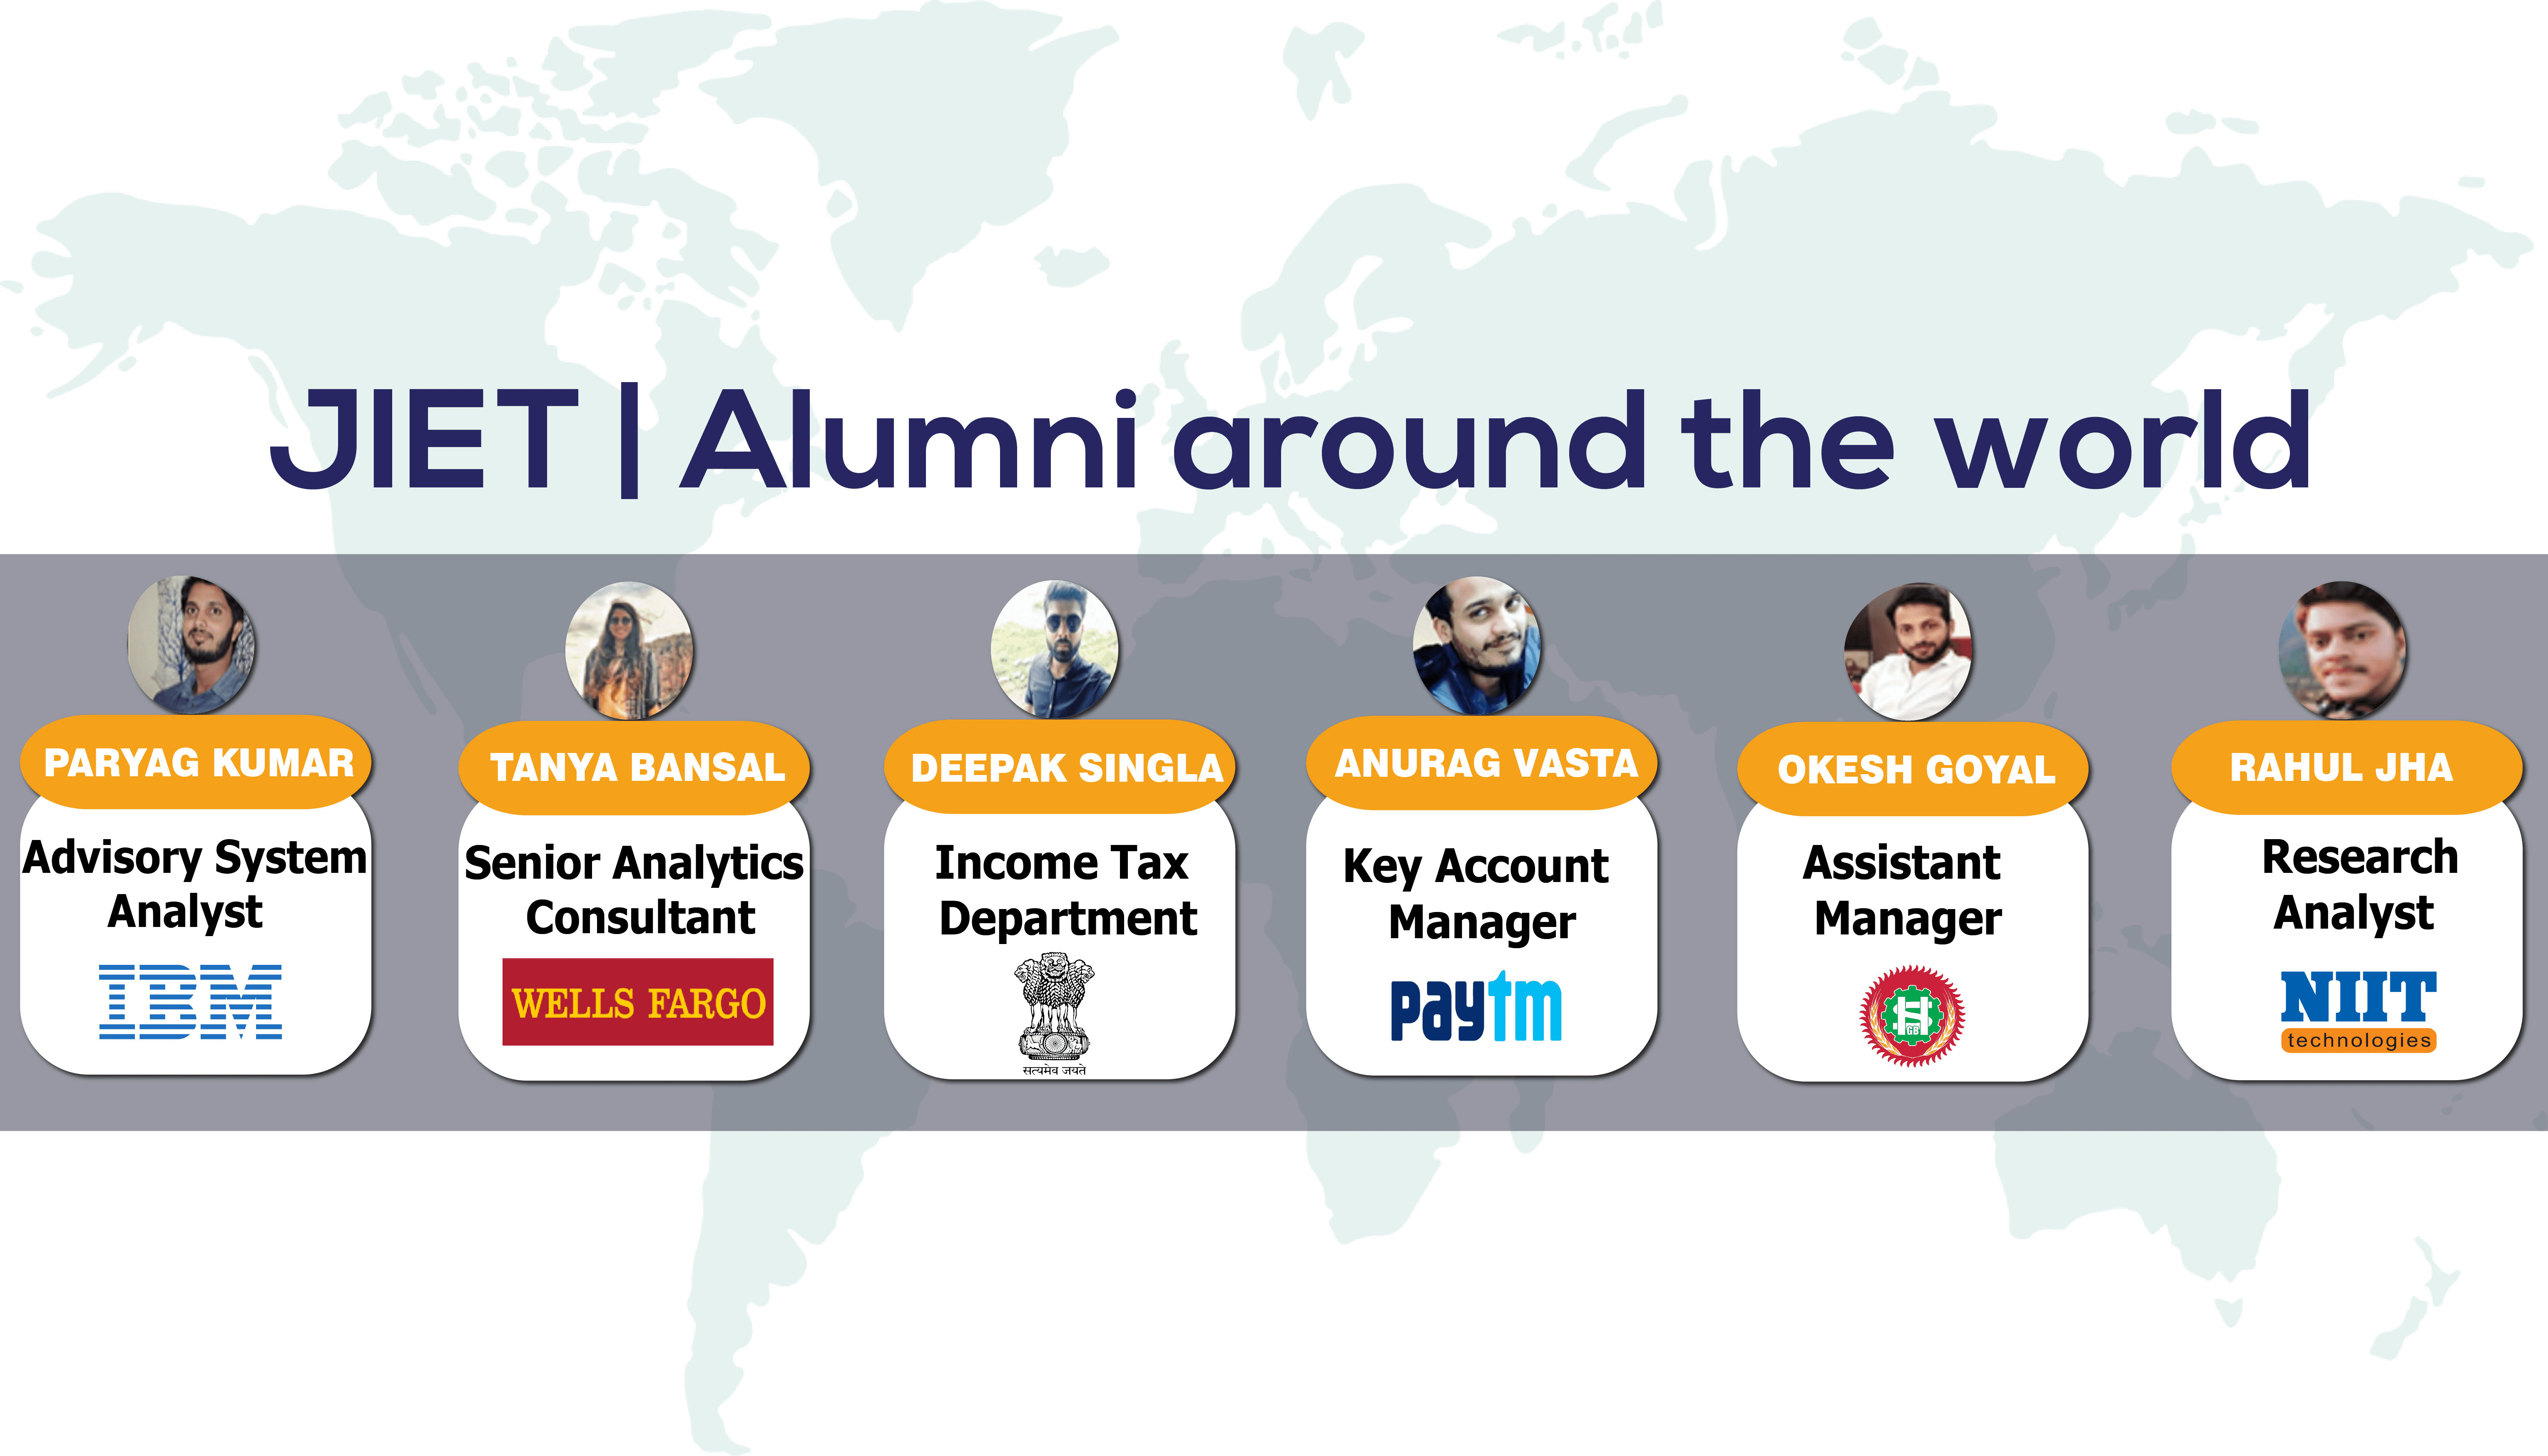 JIET | Alumni around the world
PARYAG KUMAR
Advisory System
Analyst
IBM
TANYA BANSAL
Senior Analytics
Consultant
WELLS FARGO
DEEPAK SINGLA
Income Tax
Department
सत्यमेव जयते
ANURAG VASTA
Key Account
Manager
paytm
OKESH GOYAL
Assistant
Manager
GB
RAHUL JHA
Research
Analyst
NIIT
technologies